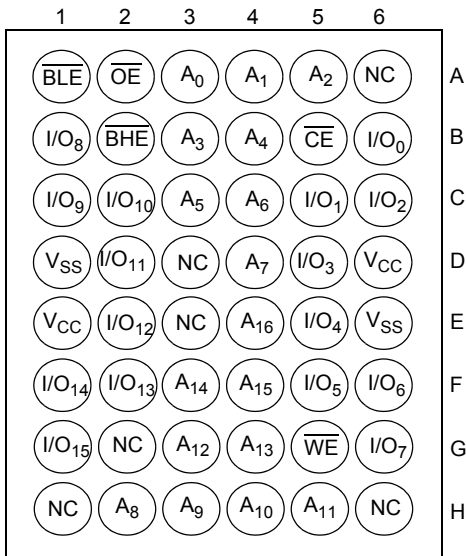 1 2 3 4 5 6
BLE OE A0 A1 A2 NC A
I/O8 BHE A3 A4 CE I/O0 B
I/O9 I/O10 A5 A6 I/O1 I/O2 C
VSS I/O11 NC A7 I/O3 VCC D
VCC I/O12 NC A16 I/O4 VSS E
I/O14 I/O13 A14 A15 I/O5 I/O6 F
I/O15 NC A12 A13 WE I/O7 G
NC A8 A9 A10 A11 NC H